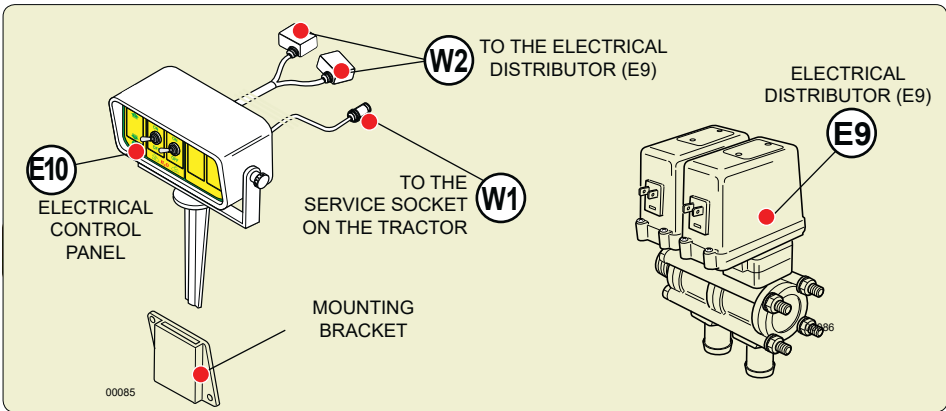 W2
TO THE ELECTRICAL
DISTRIBUTOR (E9)
ELECTRICAL
DISTRIBUTOR (E9)
E9
E10
ELECTRICAL
CONTROL
PANEL
TO THE
SERVICE SOCKET
ON THE TRACTOR
W1
MOUNTING
BRACKET
00085